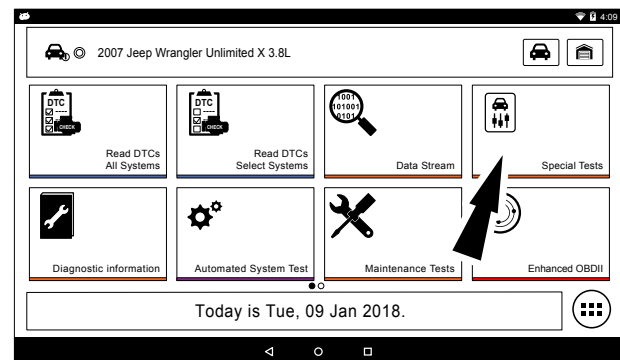 4:09
2007 Jeep Wrangler Unlimited X 3.8L
DTC
CHECK
Read DTCs
All Systems
DTC
CHECK
Read DTCs
Select Systems
1001
101001
0101
Data Stream
Special Tests
Diagnostic information
Automated System Test
Maintenance Tests
Enhanced OBDII
Today is Tue, 09 Jan 2018.